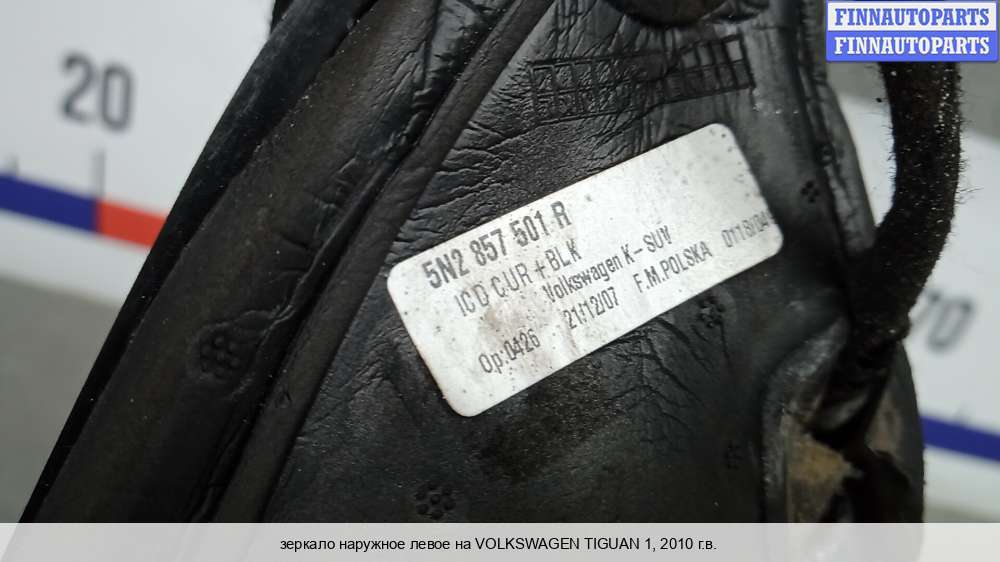 FINNAUTOPARTS
FINNAUTOPARTS
20
70
5N2 857 501 R
ICD CUR+BLK
Volkswagen K-SUV
Op:0426 21/12/07 F.M.POLSKA
зеркало наружное левое на VOLKSWAGEN TIGUAN 1, 2010 г.в.